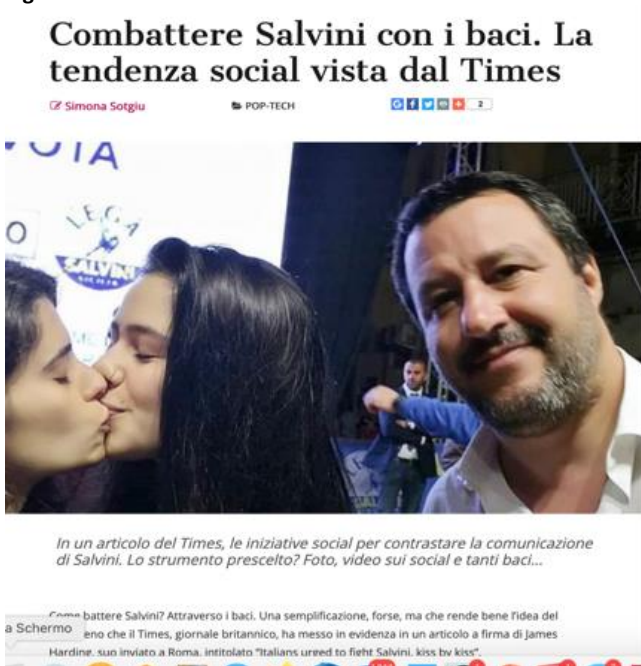 Combattere Salvini con i baci. La
tendenza social vista dal Times
Simona Sotgiu
POP-TECH
2
VOTA
LEGA
SALVINI
In un articolo del Times, le iniziative social per contrastare la comunicazione
di Salvini. Lo strumento prescelto? Foto, video sui social e tanti baci...
Come battere Salvini? Attraverso i baci. Una semplificazione, forse, ma che rende bene l'idea del
a Schermo
eno che il Times, giornale britannico, ha messo in evidenza in un articolo a firma di James
Harding, suo inviato a Roma, intitolato "Italians urged to fight Salvini, kiss by kiss".